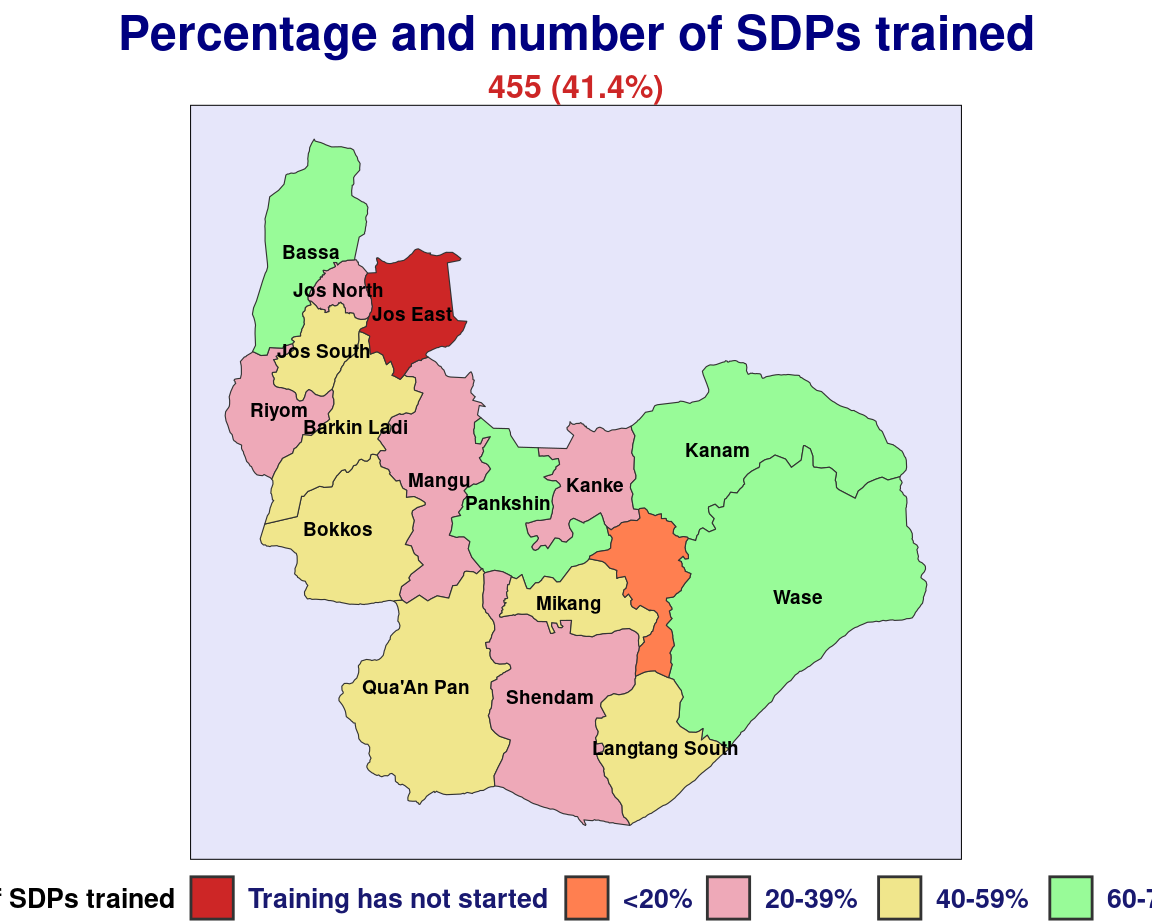 Percentage and number of SDPs trained
455 (41.4%)
Bassa
Jos North
Jos East
Jos South
Riyom
Barkin Ladi
Kanam
Mangu
Kanke
Pankshin
Bokkos
Wase
Mikang
Qua'An Pan
Shendam
Langtang South
SDPs trained Training has not started <20% 20-39% 40-59% 60-